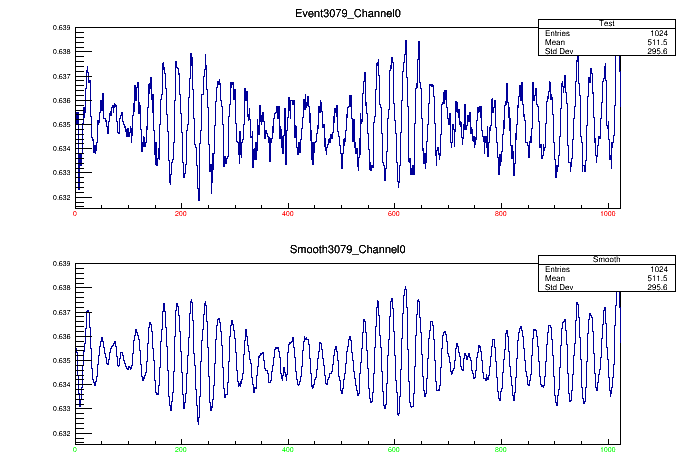 Event3079_Channel0
Test
Entries 1024
Mean 511.5
Std Dev 295.6
0.639
0.638
0.637
0.636
0.635
0.634
0.633
0.632
0 200 400 600 800 1000
Smooth3079_Channel0
Smooth
Entries 1024
Mean 511.5
Std Dev 295.6
0.639
0.638
0.637
0.636
0.635
0.634
0.633
0.632
0 200 400 600 800 1000